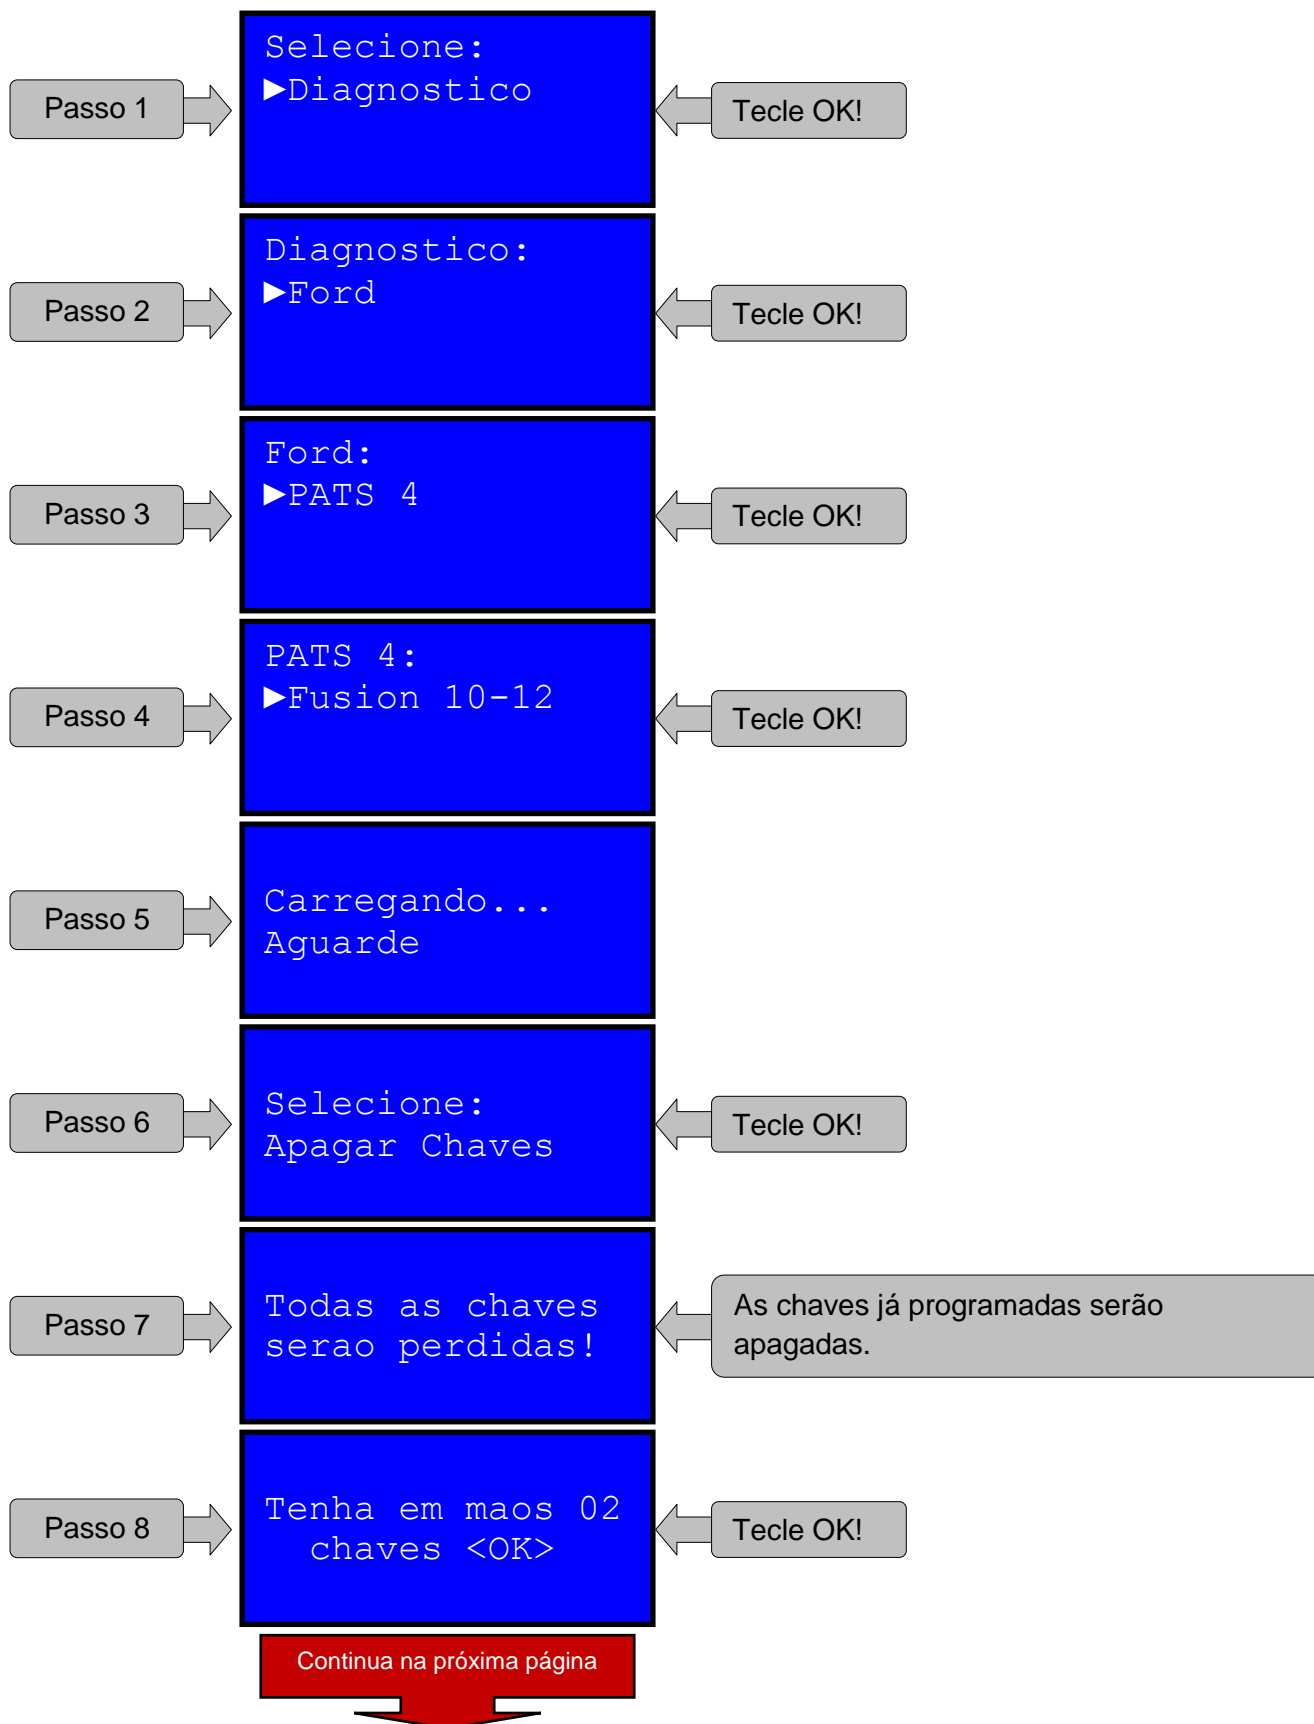 Selecione:
Passo 1
►Diagnostico
Tecle OK!
Diagnostico:
Passo 2
►Ford
Tecle OK!
Ford:
Passo 3
►PATS 4
Tecle OK!
PATS 4:
Passo 4
►Fusion 10-12
Tecle OK!
Passo 5
Carregando...
Aguarde
Passo 6
Selecione:
Apagar Chaves
Tecle OK!
Passo 7
Todas as chaves
serao perdidas!
As chaves já programadas serão
apagadas.
Passo 8
Tenha em maos 02
chaves <OK>
Tecle OK!
Continua na próxima página